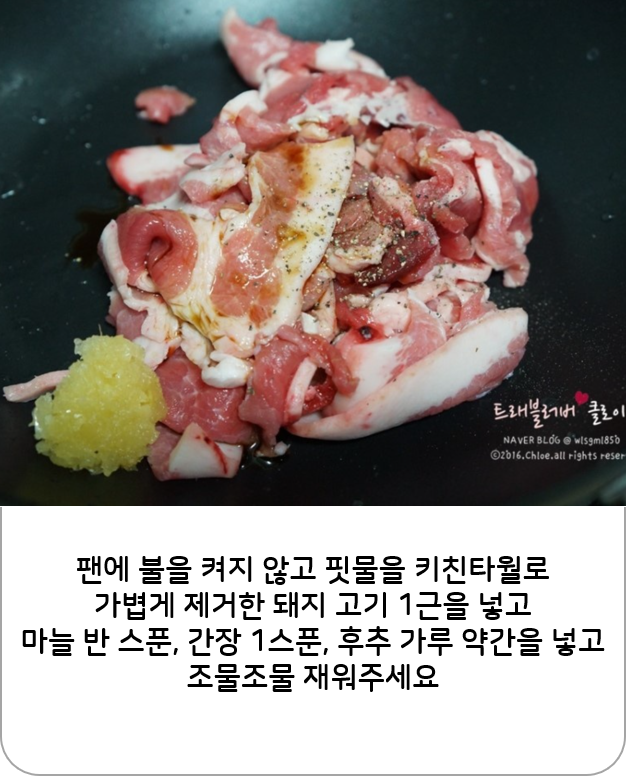 트래블러버 클로이
NAVER BLOG @ wlsgml85b
©2016.Chloe.all rights reser
팬에 불을 켜지 않고 핏물을 키친타월로
가볍게 제거한 돼지 고기 1근을 넣고
마늘 반 스푼, 간장 1스푼, 후추 가루 약간을 넣고
조물조물 재워주세요